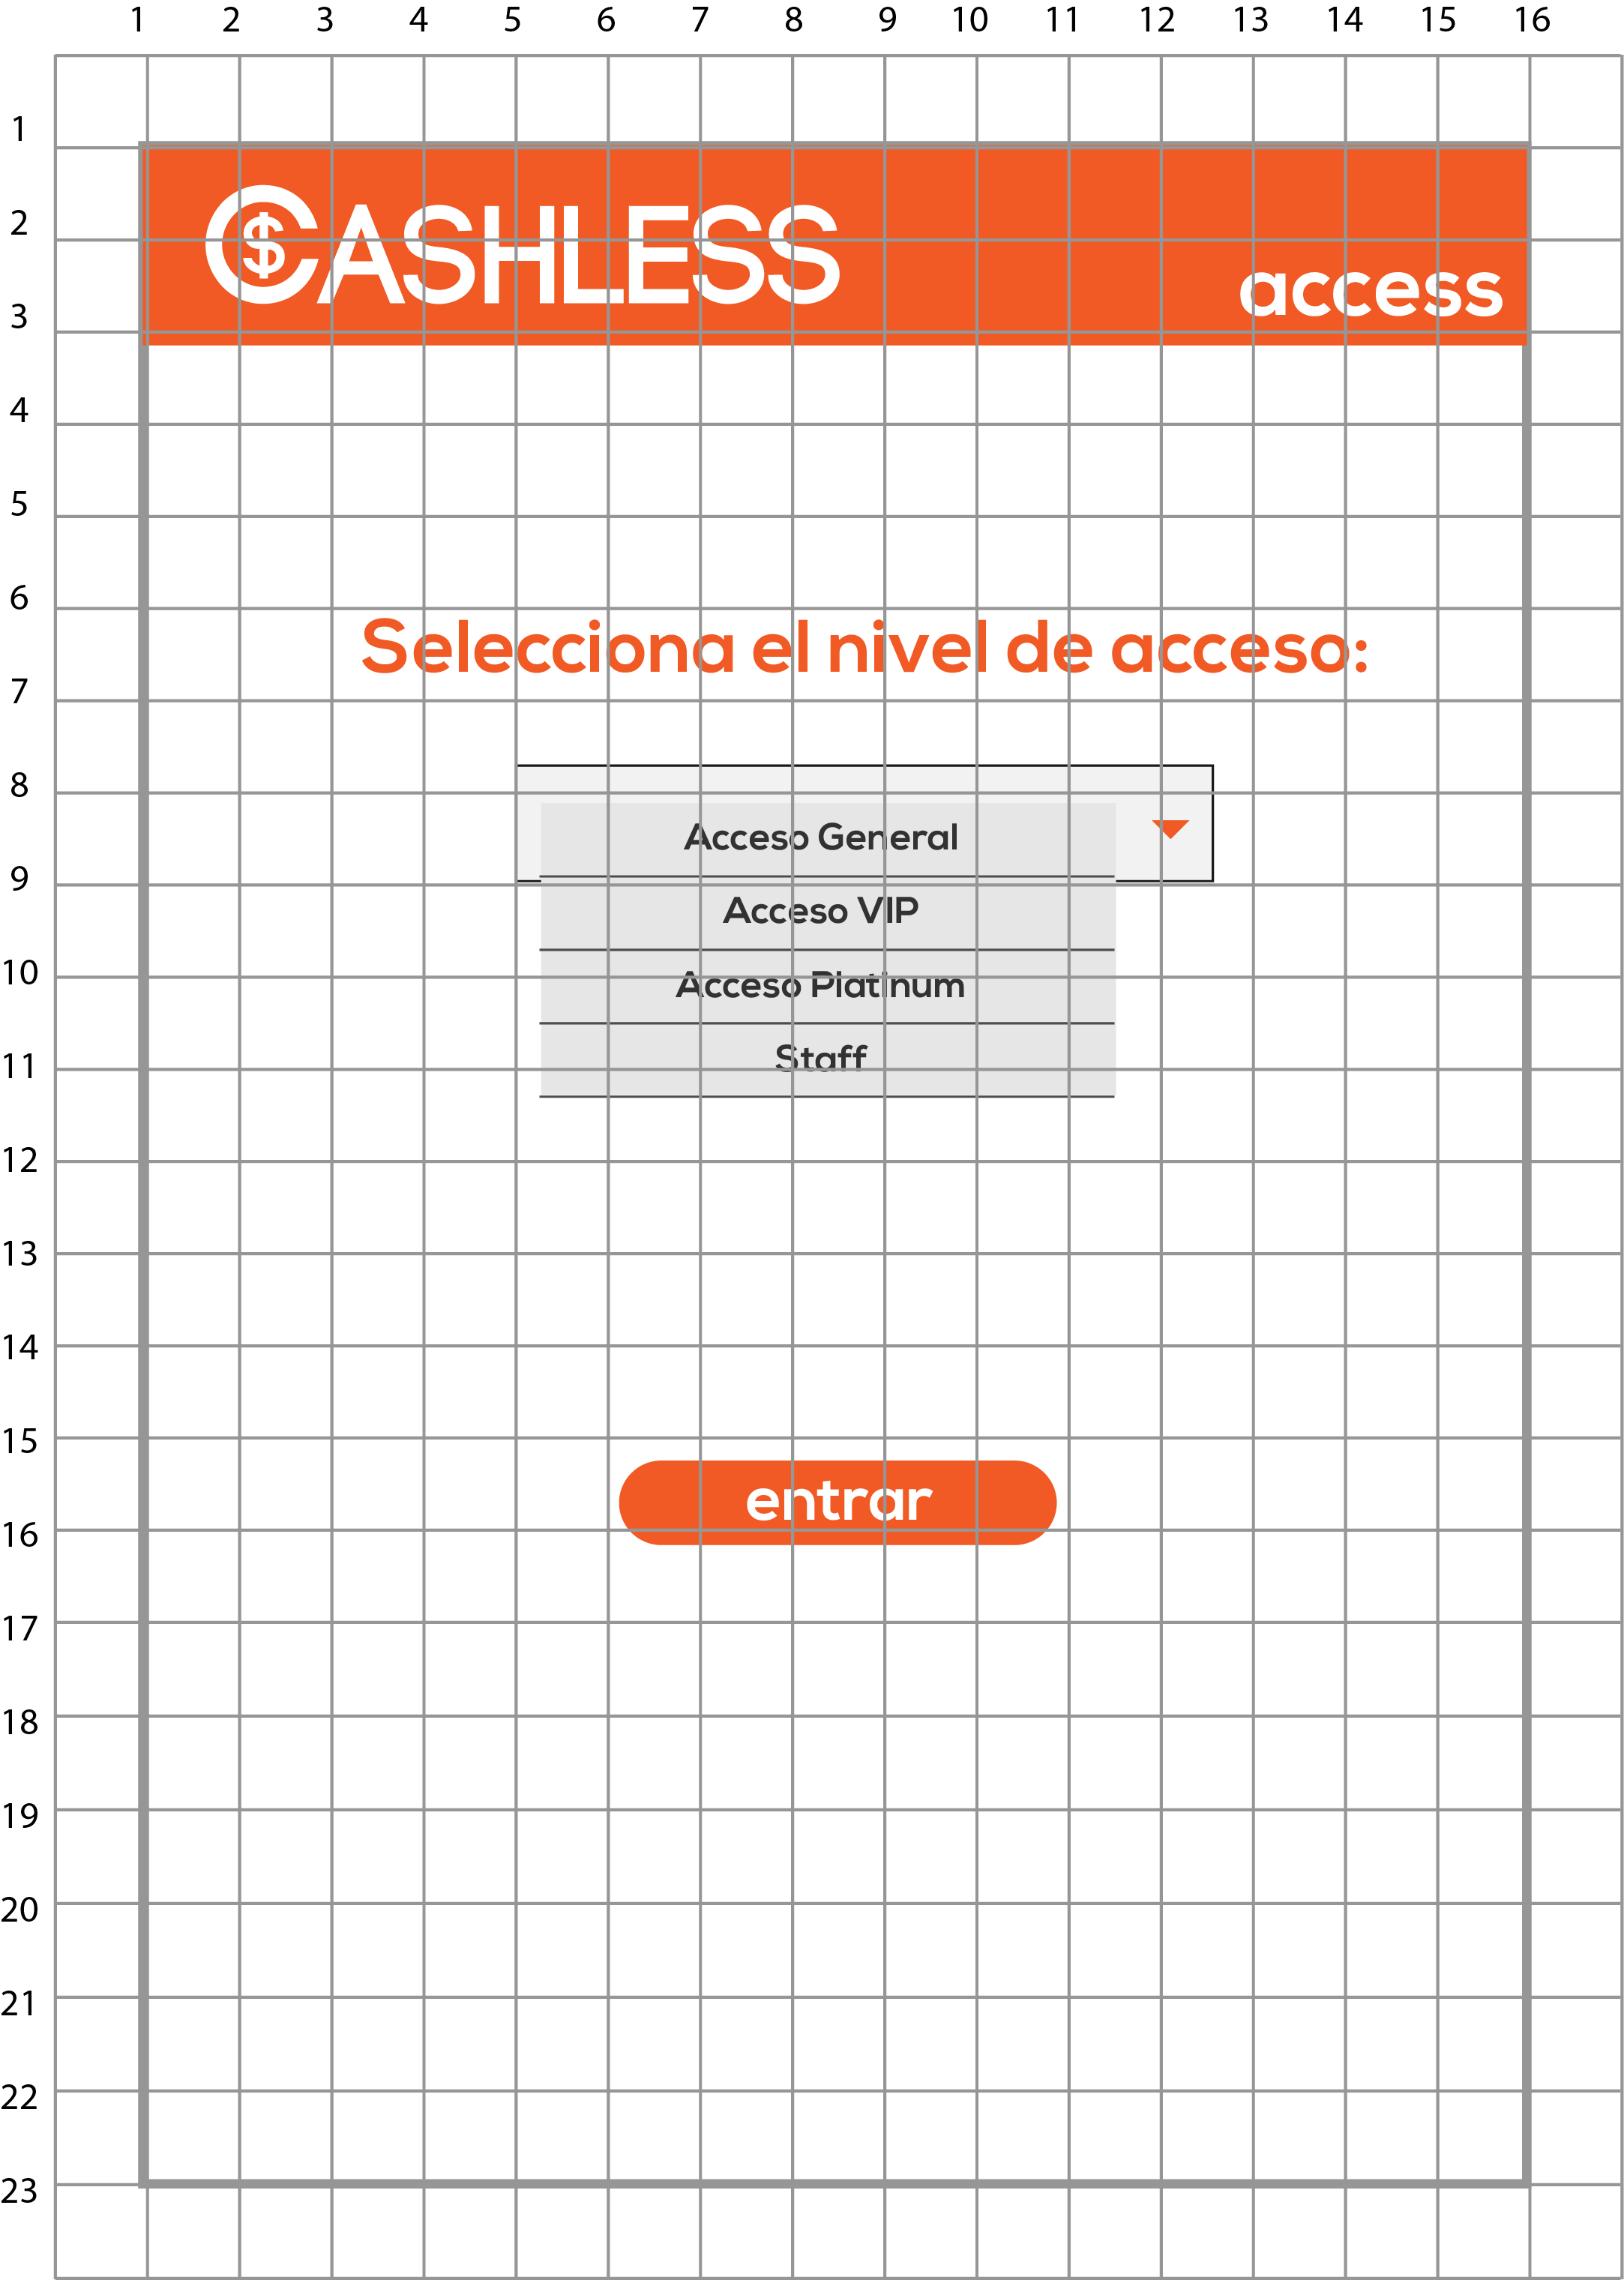 1 2 3 4 5 6 7 8 9 10 11 12 13 14 15 16
1
2
CASHLESS
3
access
4
5
6
Selecciona el nivel de acceso:
7
8
Acceso General
9
Acceso VIP
10
Acceso Platinum
11
Staff
12
13
14
15
entrar
16
17
18
19
20
21
22
23